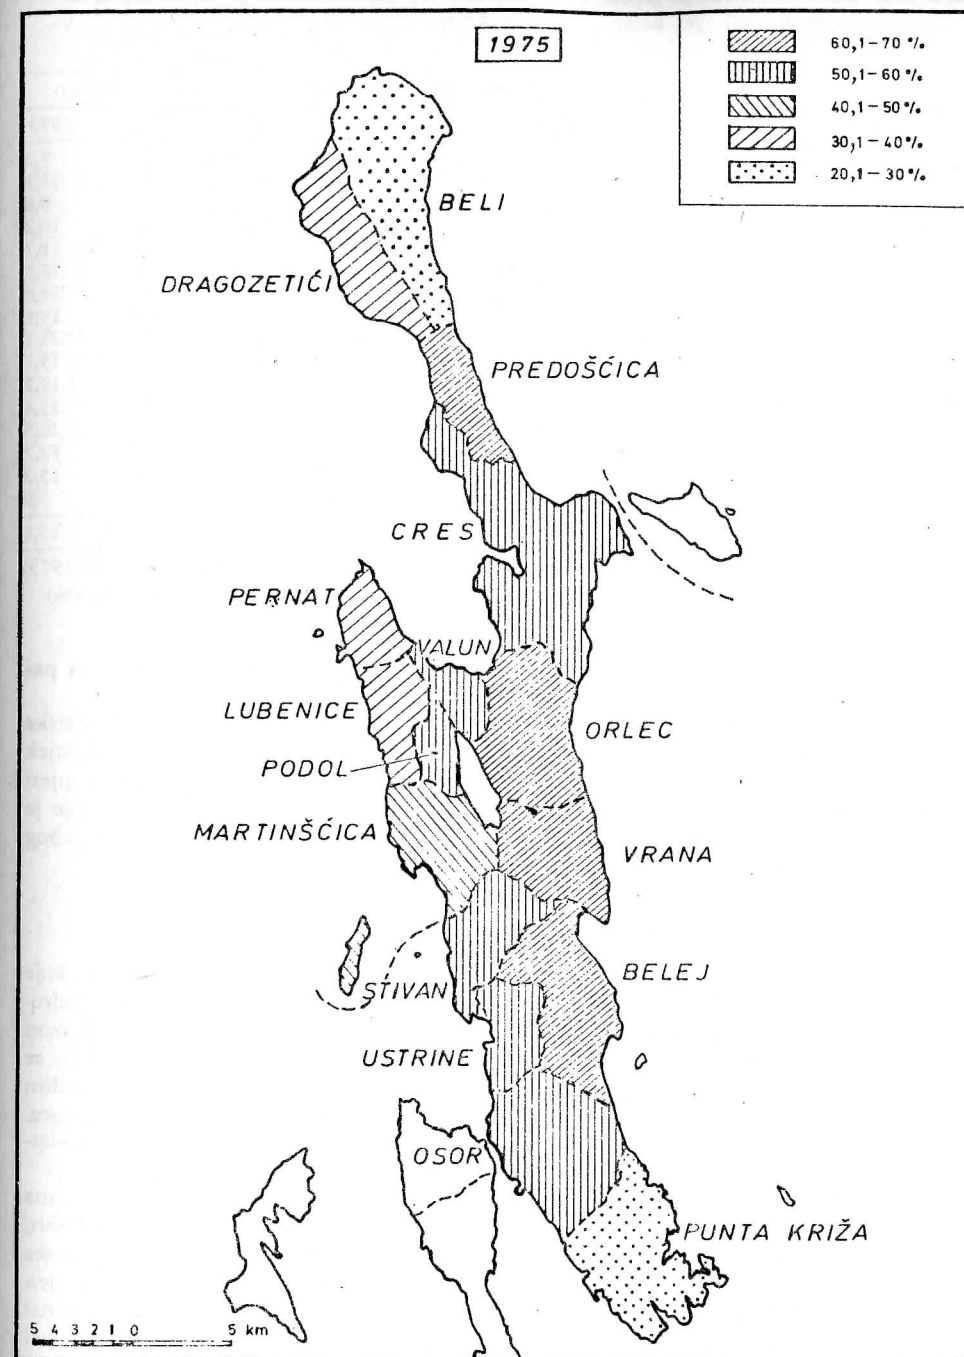 1975
60,1-70%
50,1-60%
40,1-50%
30,1-40%
20,1-30%
BELI
DRAGOZETIĆI
PREDOŠĆICA
CRES
PERNAT
VALUN
LUBENICE
ORLEC
PODOL
MARTINŠĆICA
VRANA
BELEJ
STIVAN
USTRINE
OSOR
PUNTA KRIŽA
5 4 3 2 1 0 5 km